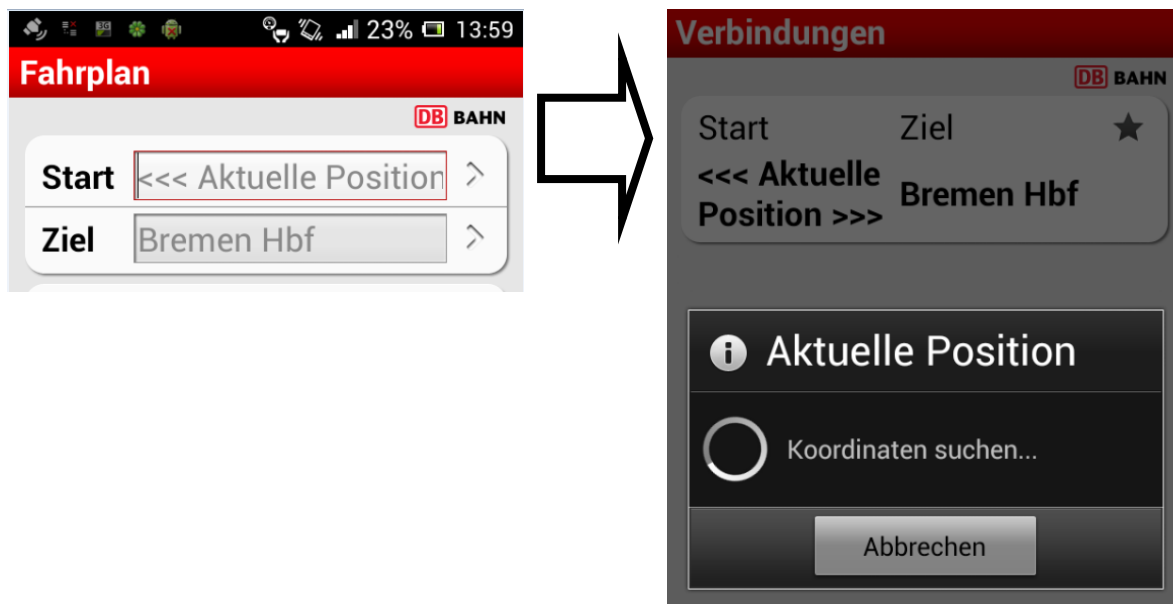 3G 23% 13:59
Fahrplan
DB BAHN
Start <<< Aktuelle Position
Ziel Bremen Hbf
Verbindungen
DB BAHN
Start Ziel
<<< Aktuelle
Position >>> Bremen Hbf
Aktuelle Position
Koordinaten suchen...
Abbrechen